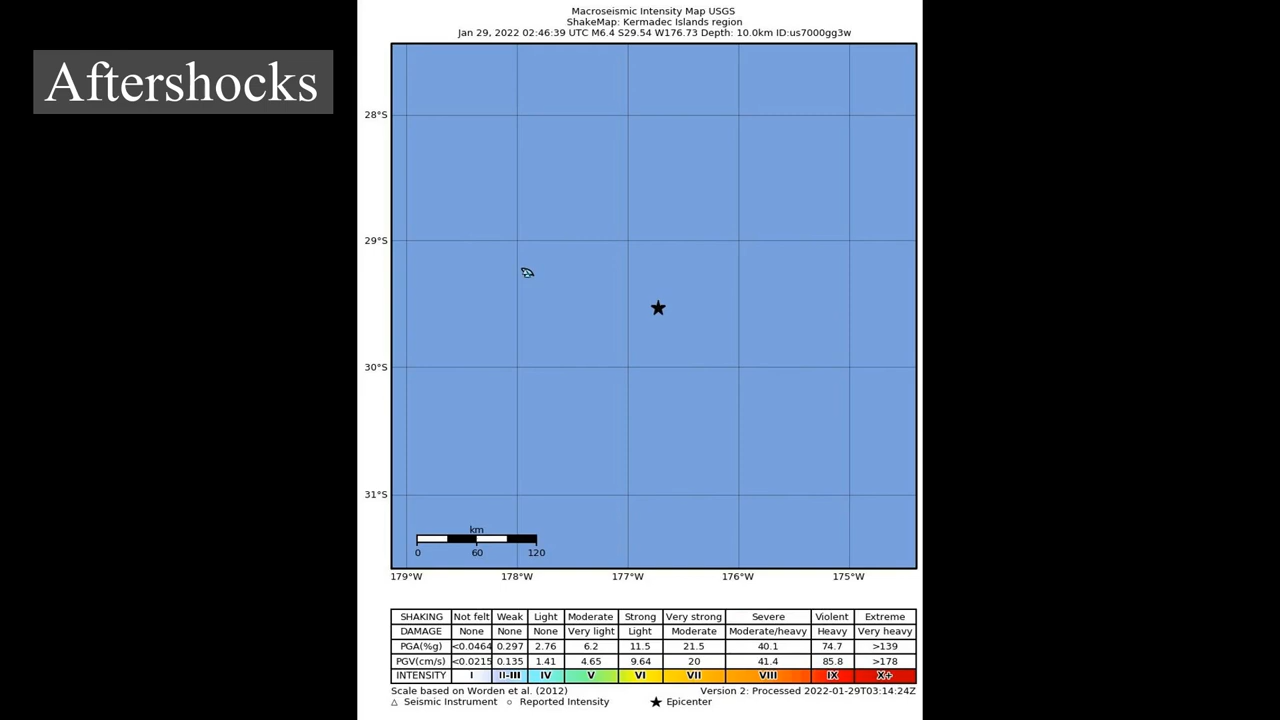 Macroseismic Intensity Map USGS
ShakeMap: Kermadec Islands region
Jan 29, 2022 02:46:39 UTC M6.4 S29.54 W176.73 Depth: 10.0km ID:us7000gg3w
Aftershocks
28°S
29°S
30°S
31°S
km
0 60 120
179°W 178°W 177°W 176°W 175°W
SHAKING Not felt Weak Light Moderate Strong Very strong Severe Violent Extreme
DAMAGE None None None Very light Light Moderate Moderate/heavy Heavy Very heavy
PGA(%g) <0.0464 0.297 2.76 6.2 11.5 21.5 40.1 74.7 >139
PGV(cm/s) <0.0215 0.135 1.41 4.65 9.64 20 41.4 85.8 >178
INTENSITY I II-III IV V VI VII VIII IX X+
Scale based on Worden et al. (2012) Version 2: Processed 2022-01-29T03:14:24Z
△ Seismic Instrument ○ Reported Intensity ★ Epicenter